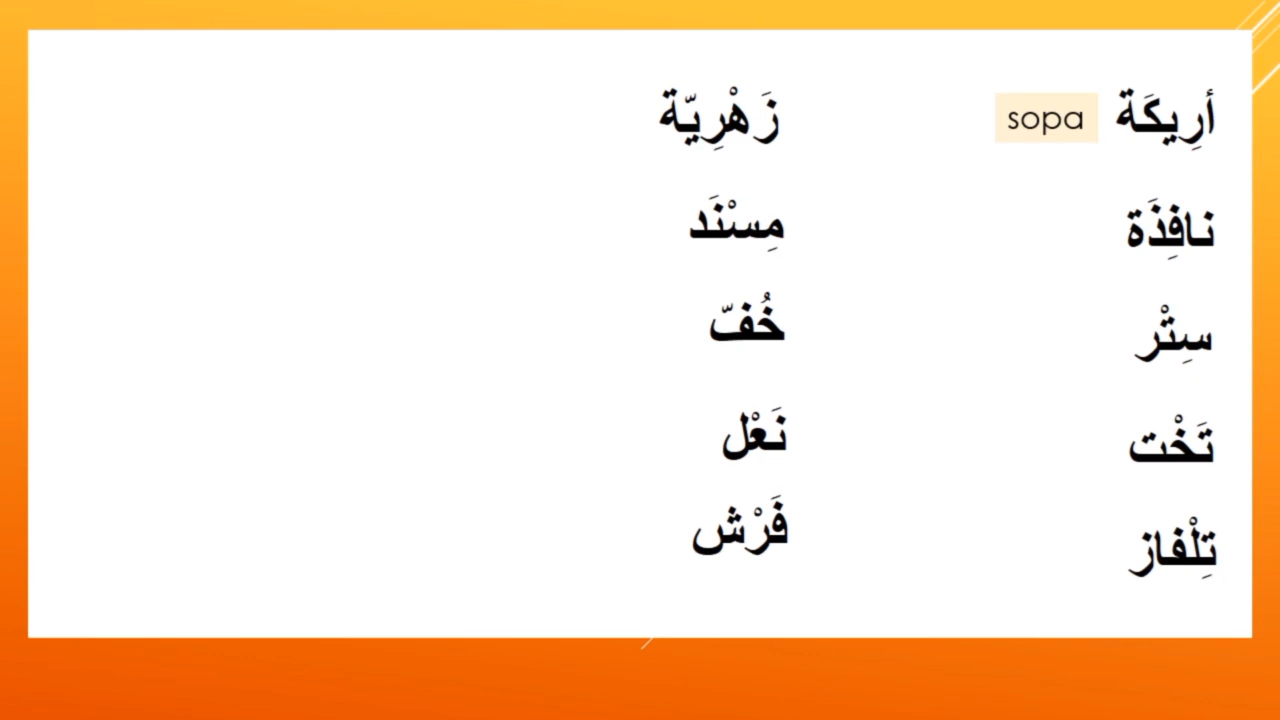 أرِيكَة sopa
نافِذَة
سِتْر
تَخْت
تِلْفاز
زَهْرِيّة
مِسْنَد
خُفّ
نَعْل
فَرْش